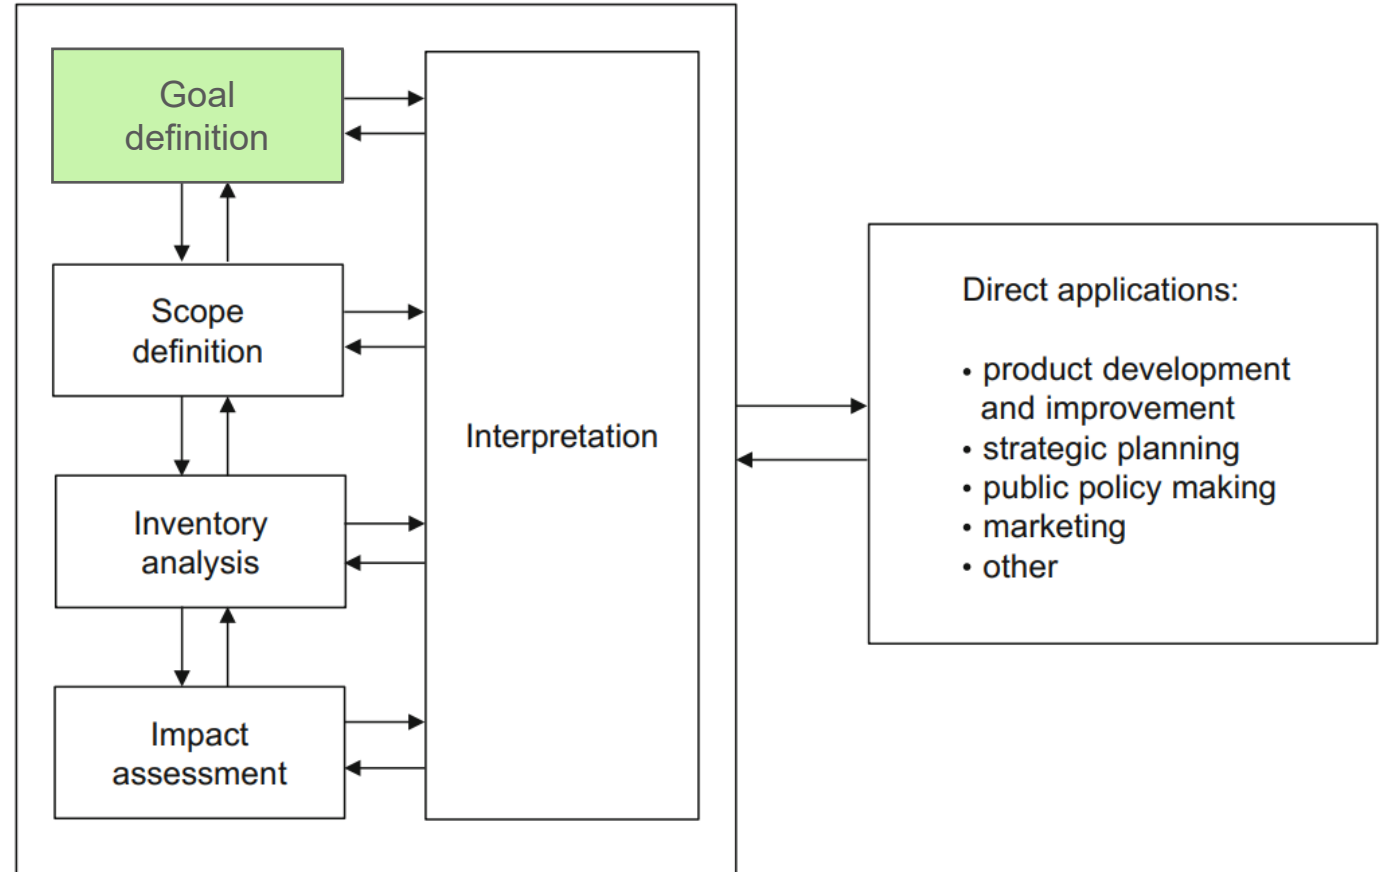 Goal
definition
Scope
definition
Inventory
analysis
Impact
assessment
Interpretation
Direct applications:
• product development
and improvement
• strategic planning
• public policy making
• marketing
• other